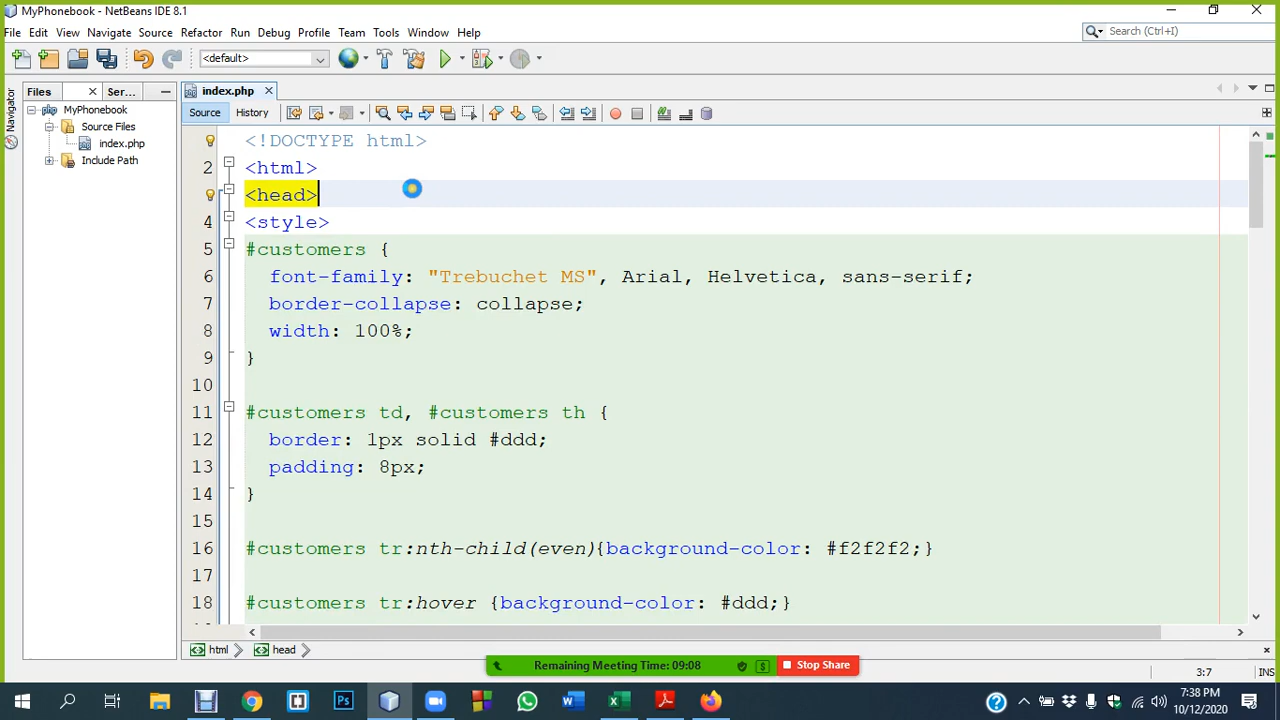 MyPhonebook - NetBeans IDE 8.1
File Edit View Navigate Source Refactor Run Debug Profile Team Tools Window Help
Search (Ctrl+I)
<default>
Files
Ser...
index.php
Navigator
MyPhonebook
Source Files
index.php
Include Path
Source
History
<!DOCTYPE html>
2 <html>
<head>
4 <style>
5 #customers {
6 font-family: "Trebuchet MS", Arial, Helvetica, sans-serif;
7 border-collapse: collapse;
8 width: 100%;
9 }
10
11 #customers td, #customers th {
12 border: 1px solid #ddd;
13 padding: 8px;
14 }
15
16 #customers tr:nth-child(even){background-color: #f2f2f2;}
17
18 #customers tr:hover {background-color: #ddd;}
html
head
Remaining Meeting Time: 09:08
Stop Share
3:7
INS
7:38 PM
10/12/2020